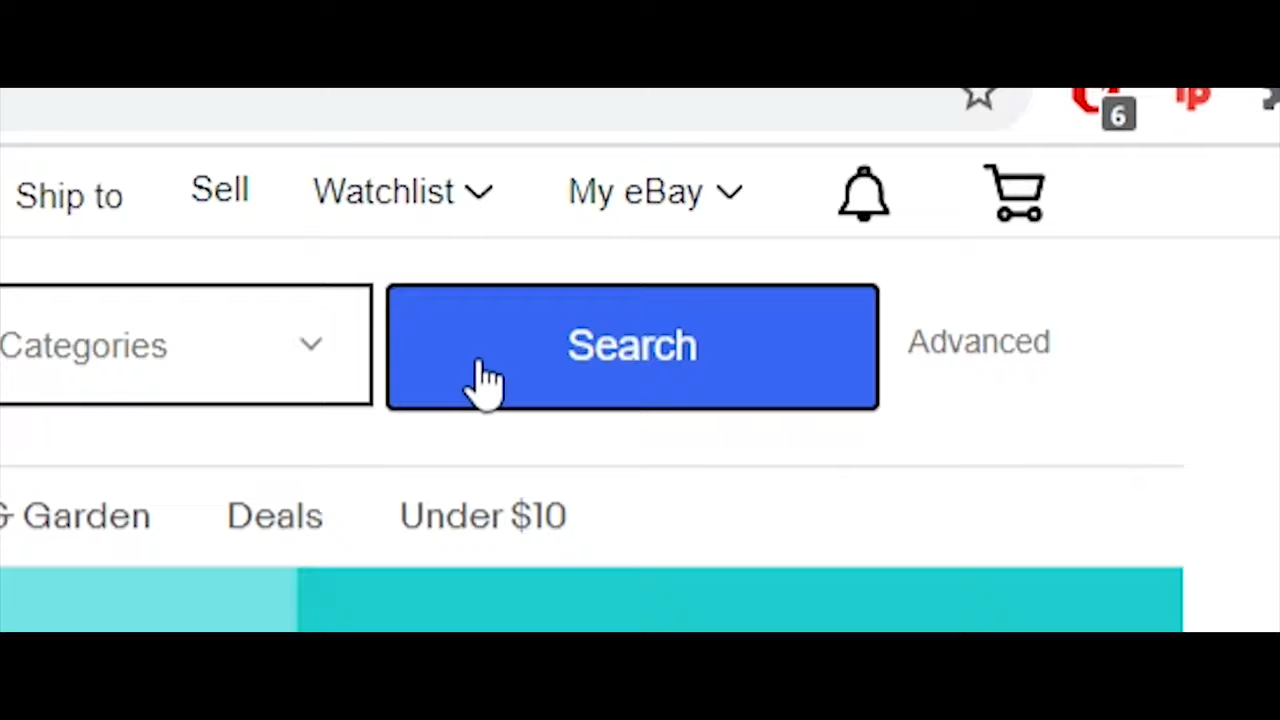 6
Ship to Sell Watchlist My eBay
Categories Search Advanced
& Garden Deals Under $10